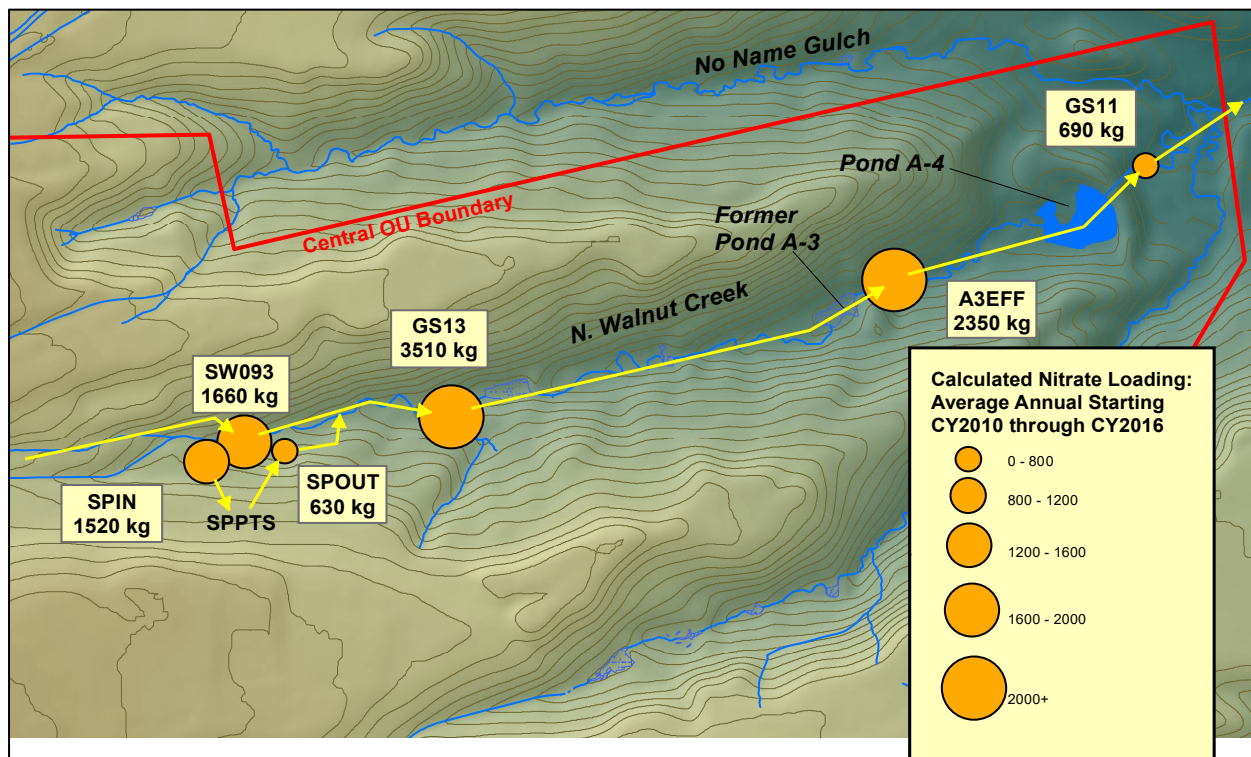 No Name Gulch
GS11
690 kg
Pond A-4
Central OU Boundary
Former
Pond A-3
N. Walnut Creek
A3EFF
2350 kg
GS13
3510 kg
SW093
1660 kg
SPIN
1520 kg
SPPTS
SPOUT
630 kg
Calculated Nitrate Loading:
Average Annual Starting
CY2010 through CY2016
0 - 800
800 - 1200
1200 - 1600
1600 - 2000
2000+